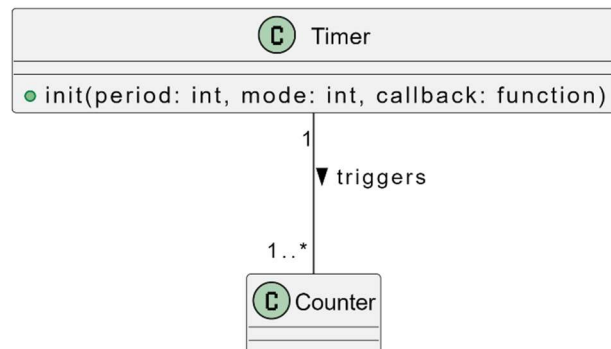 C Timer
init(period: int, mode: int, callback: function)
1
triggers
1..*
C Counter